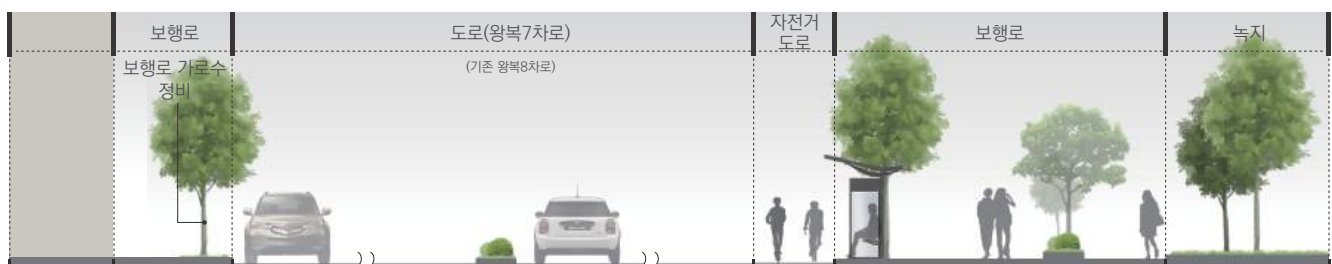 보행로
도로(왕복7차로)
자전거
도로
보행로
녹지
보행로 가로수
정비
(기존 왕복8차로)
) )
) )